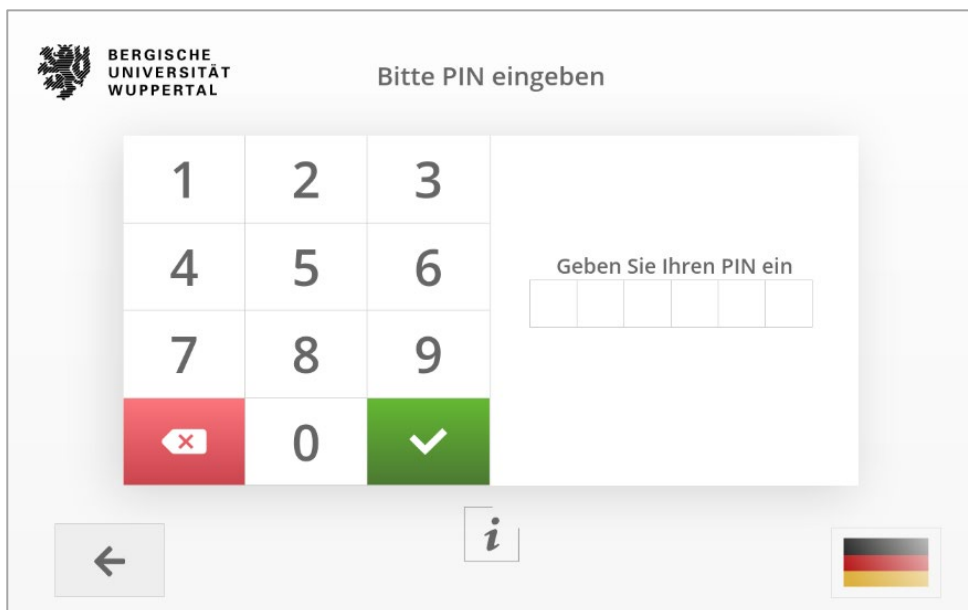 BERGISCHE
UNIVERSITÄT
WUPPERTAL
Bitte PIN eingeben
1 2 3
4 5 6
7 8 9
0
Geben Sie Ihren PIN ein
i